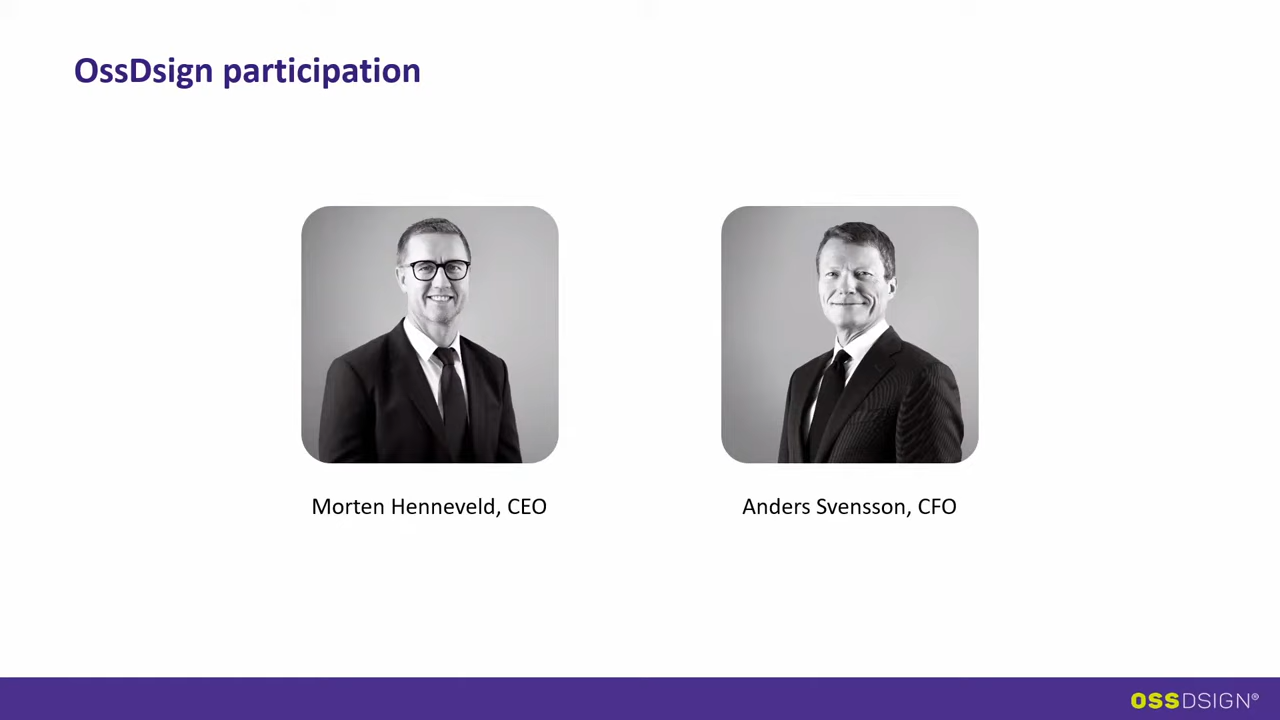 OssDsign participation
Morten Henneveld, CEO
Anders Svensson, CFO
OSSDSIGN®